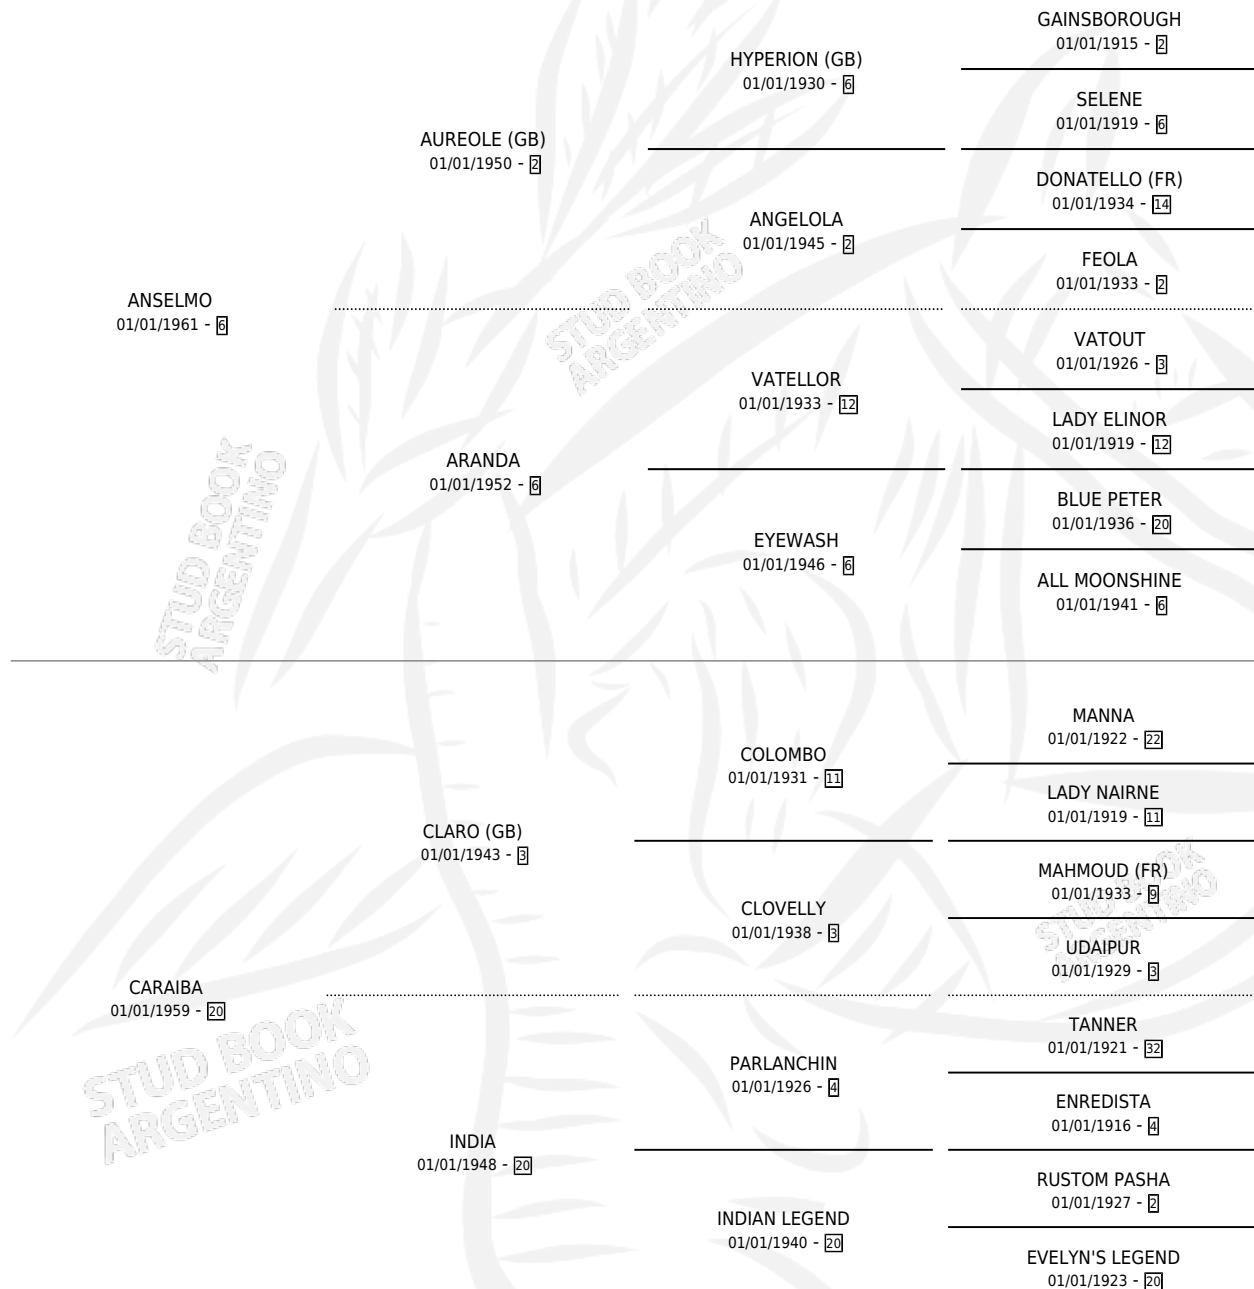 GAINSBOROUGH
01/01/1915 - 2
HYPERION (GB)
01/01/1930 - 6
SELENE
01/01/1919 - 6
AUREOLE (GB)
01/01/1950 - 2
DONATELLO (FR)
01/01/1934 - 14
ANGELOLA
01/01/1945 - 2
FEOLA
01/01/1933 - 2
ANSELMO
01/01/1961 - 6
VATOUT
01/01/1926 - 3
VATELLOR
01/01/1933 - 12
LADY ELINOR
01/01/1919 - 12
ARANDA
01/01/1952 - 6
BLUE PETER
01/01/1936 - 20
EYEWASH
01/01/1946 - 6
ALL MOONSHINE
01/01/1941 - 6
MANNA
01/01/1922 - 22
COLOMBO
01/01/1931 - 11
LADY NAIRNE
01/01/1919 - 11
CLARO (GB)
01/01/1943 - 3
MAHMOUD (FR)
01/01/1933 - 9
CLOVELLY
01/01/1938 - 3
UDAIPUR
01/01/1929 - 3
CARAIBA
01/01/1959 - 20
TANNER
01/01/1921 - 32
PARLANCHIN
01/01/1926 - 4
ENREDISTA
01/01/1916 - 4
INDIA
01/01/1948 - 20
RUSTOM PASHA
01/01/1927 - 2
INDIAN LEGEND
01/01/1940 - 20
EVELYN'S LEGEND
01/01/1923 - 20
STUD BOOK
ARGENTINO
STUD BOOK
ARGENTINO
STUD BOOK
ARGENTINO
STUD BOOK
ARGENTINO